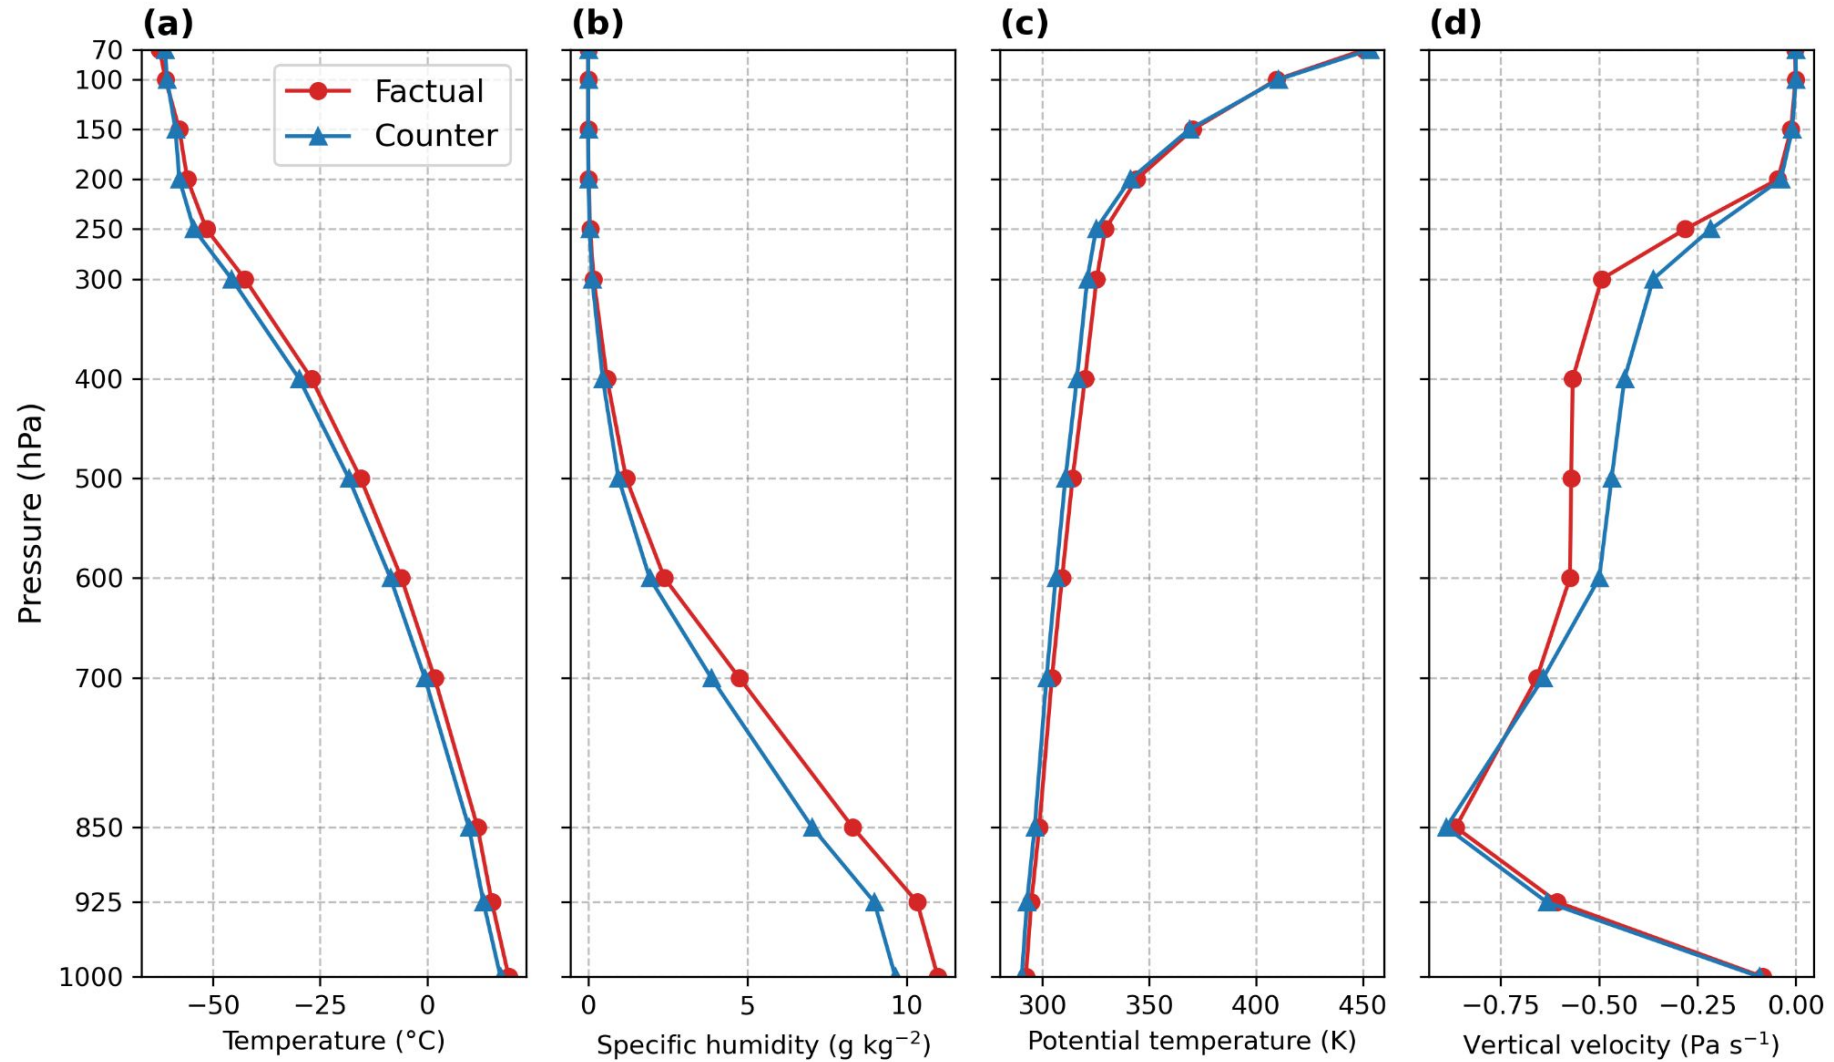 (a) (b) (c) (d)
Factual
Counter
Pressure (hPa)
70
100
150
200
250
300
400
500
600
700
850
925
1000
−50 −25 0
0 5 10
300 350 400 450
−0.75 −0.50 −0.25 0.00
Temperature (°C)
Specific humidity (g kg⁻²)
Potential temperature (K)
Vertical velocity (Pa s⁻¹)